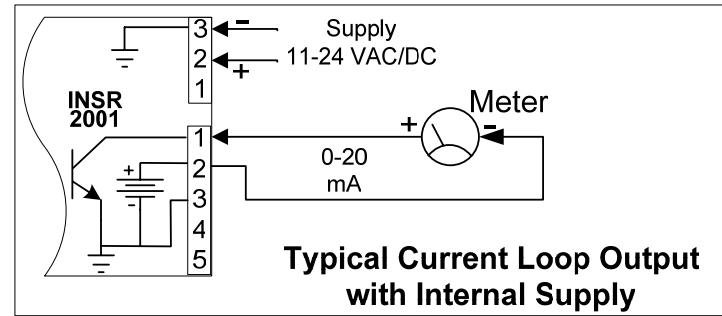 3 - Supply
2 + 11-24 VAC/DC
1
INSR
2001
Meter
1 + -
0-20
mA
2 +
3 -
4
5
Typical Current Loop Output
with Internal Supply